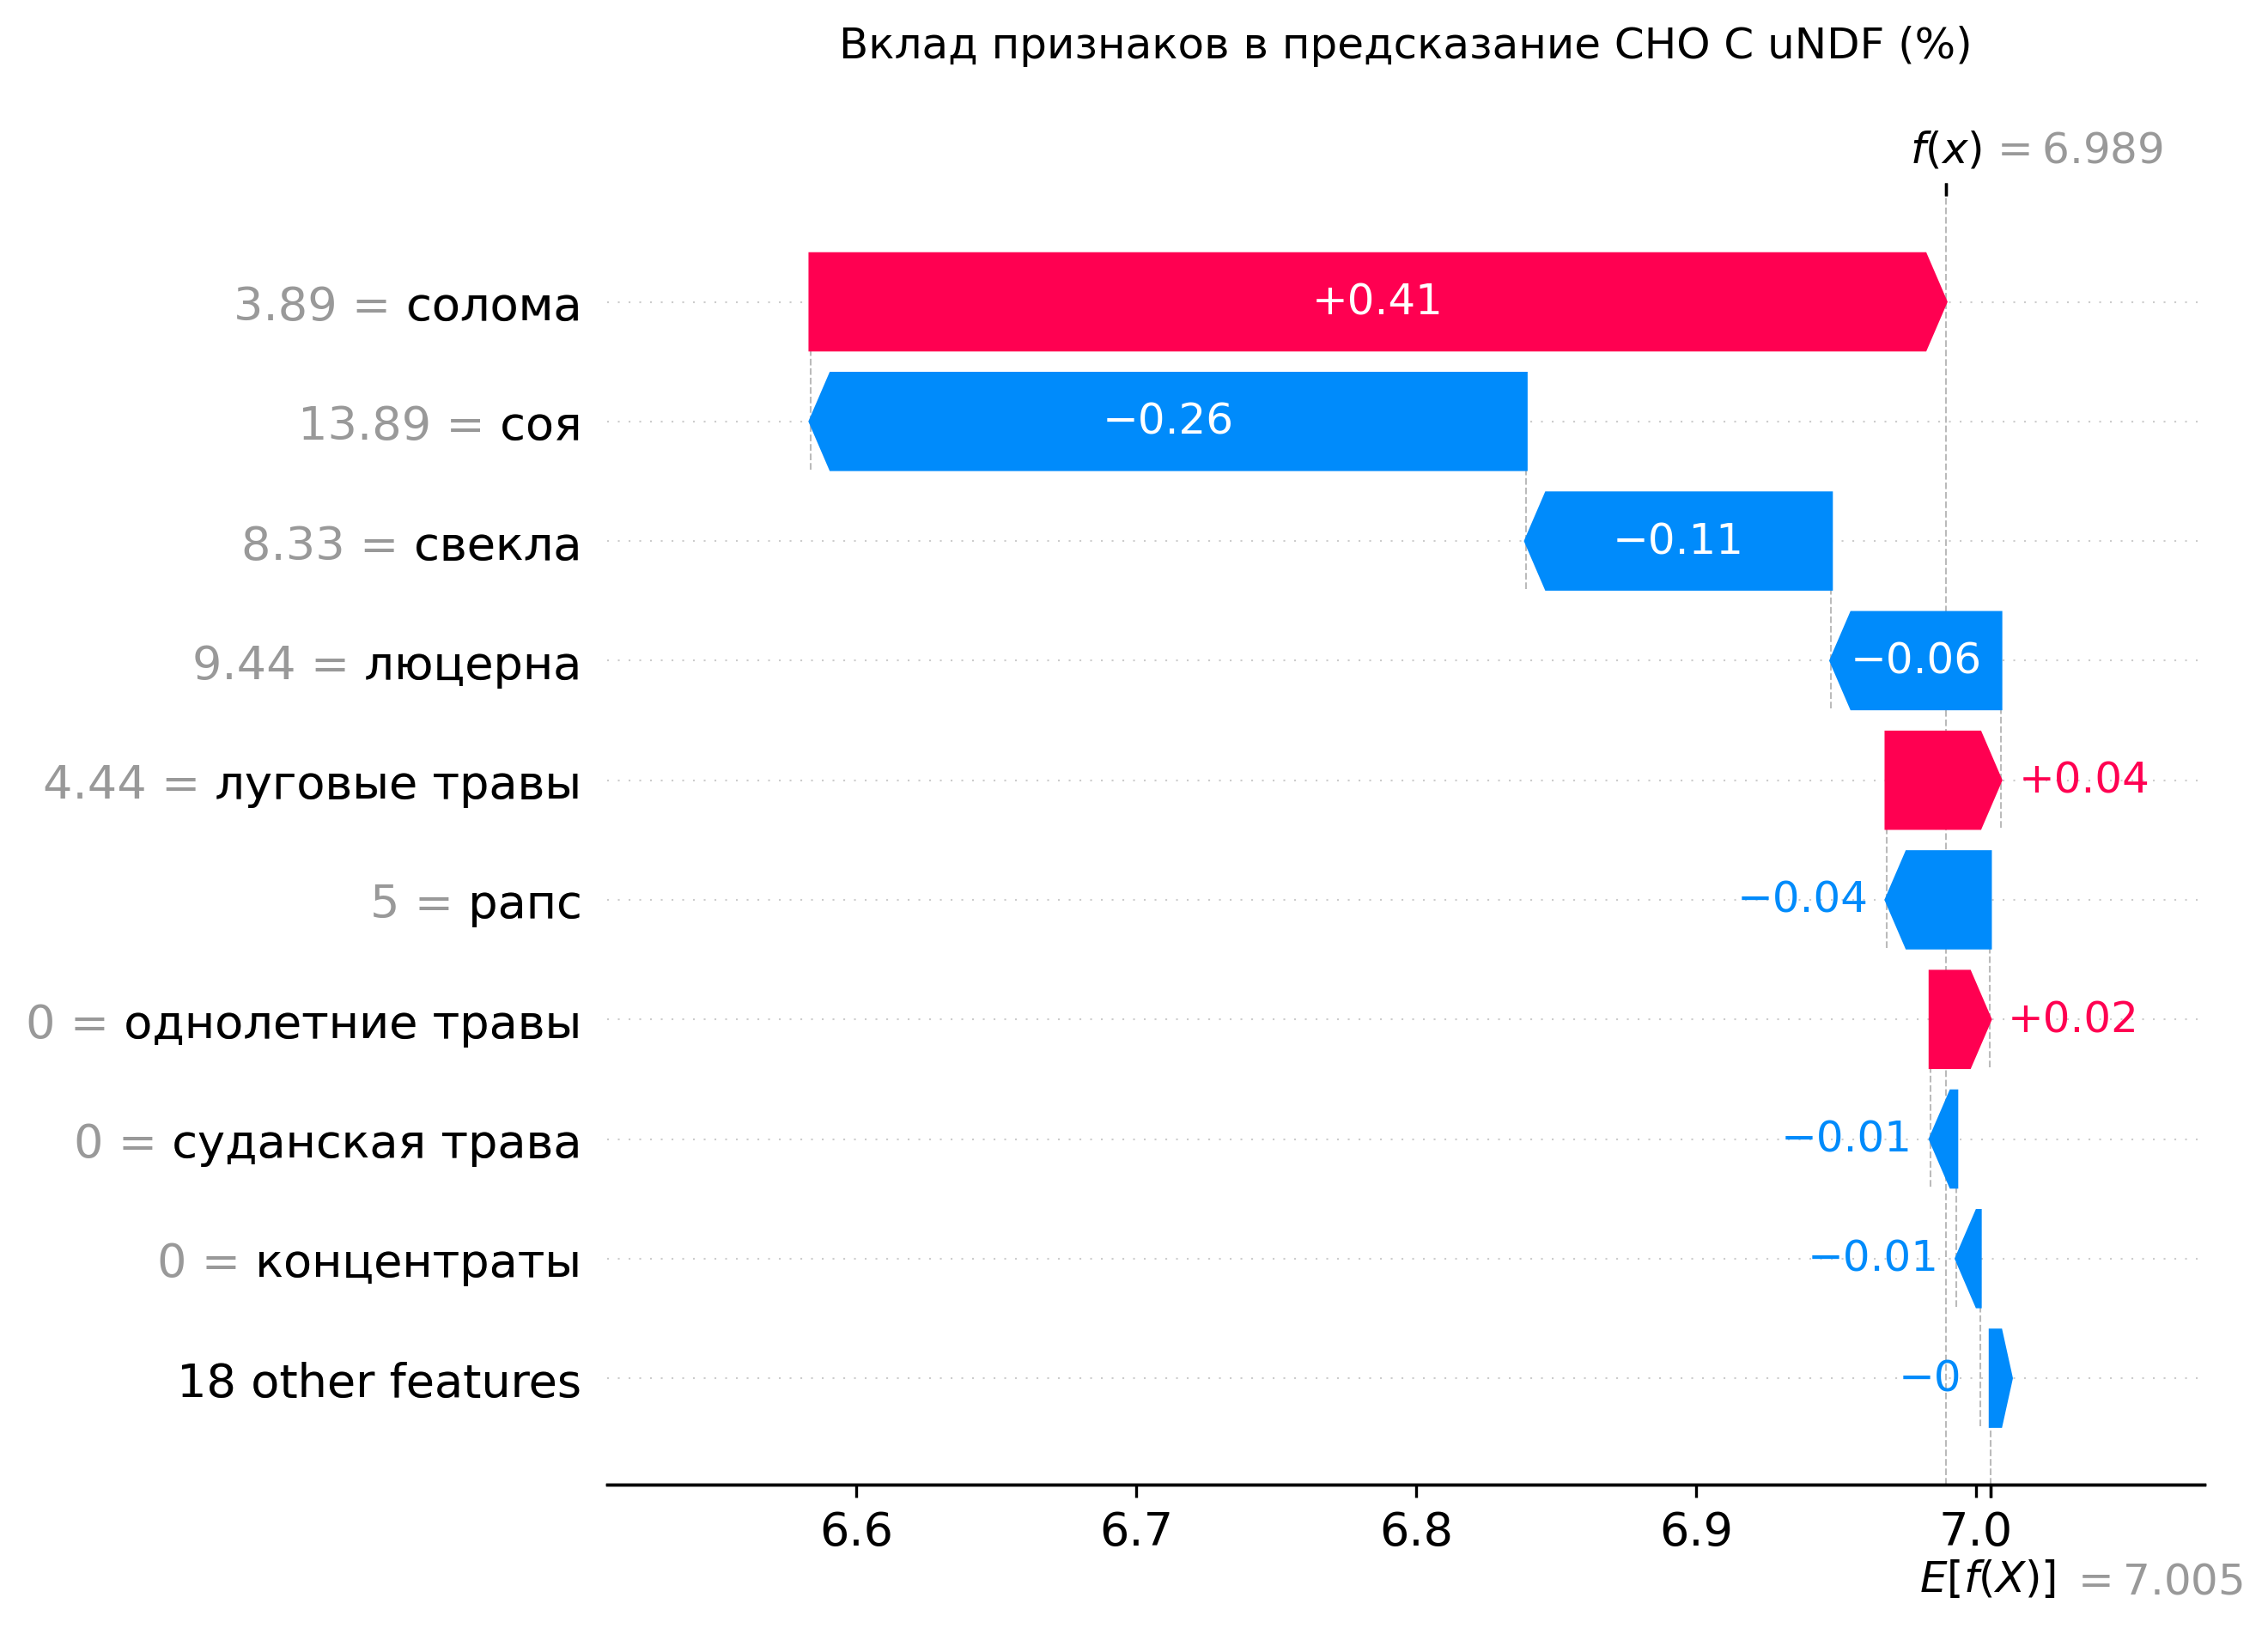 Вклад признаков в предсказание CHO C uNDF (%)
f(x) = 6.989
3.89 = солома
+0.41
13.89 = соя
−0.26
8.33 = свекла
−0.11
9.44 = люцерна
−0.06
4.44 = луговые травы
+0.04
5 = рапс
−0.04
0 = однолетние травы
+0.02
0 = суданская трава
−0.01
0 = концентраты
−0.01
18 other features
−0
6.6 6.7 6.8 6.9 7.0
E[f(X)] = 7.005